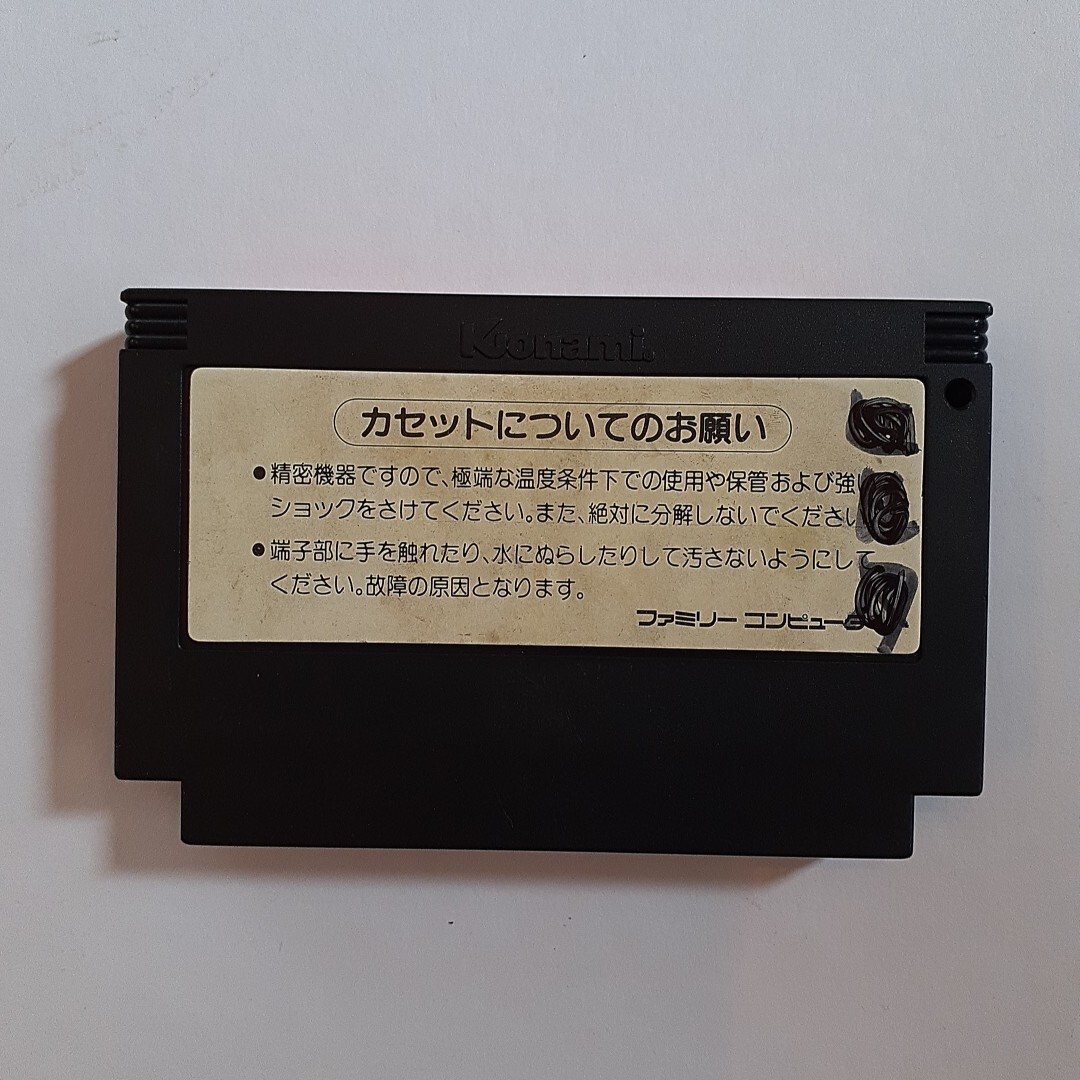 Konami
カセットについてのお願い
●精密機器ですので、極端な温度条件下での使用や保管および強い
ショックをさけてください。また、絶対に分解しないでください
●端子部に手を触れたり、水にぬらしたりして汚さないようにして
ください。故障の原因となります。
ファミリー コンピュータ